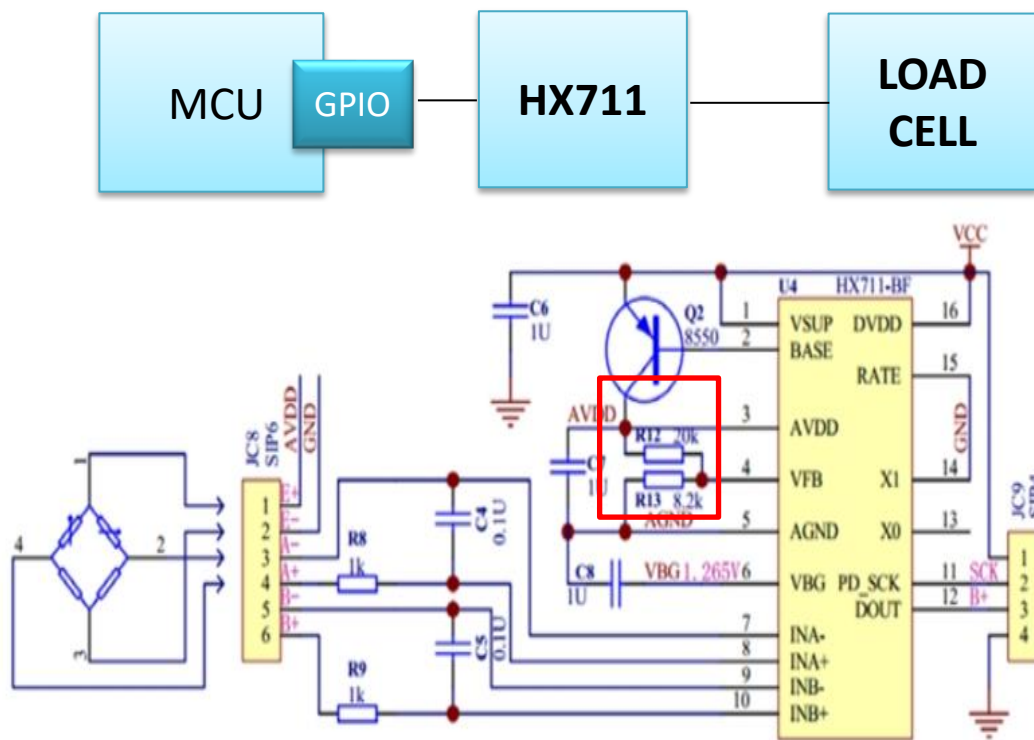 MCU
GPIO
HX711
LOAD
CELL
VCC
U4 HX711-BF
C6
1U
Q2
8550
1 VSUP DVDD 16
2 BASE
RATE 15
AVDD
3 AVDD
R12 20k
GND
C7
1U
4 VFB X1 14
R13 8.2k
AGND
5 AGND X0 13
C8
1U
VBG 1.265V 6 VBG PD_SCK 11 SCK
DOUT 12 B+
7 INA-
8 INA+
9 INB-
10 INB+
JC8
SIP6
AVDD
GND
1 E+
2 E-
3 A-
4 A+
5 B-
6 B+
R8
1k
C4
0.1U
C5
0.1U
R9
1k
1
2
3
4
JC9
1
2
3
4